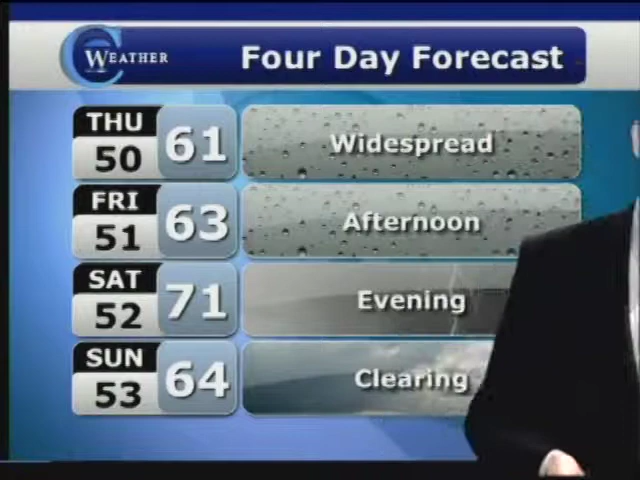 WEATHER
Four Day Forecast
THU
50
61
Widespread
FRI
51
63
Afternoon
SAT
52
71
Evening
SUN
53
64
Clearing